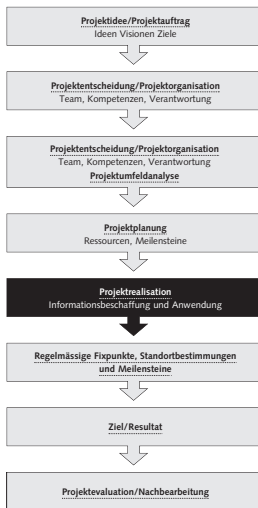 Projektidee/Projektauftrag
Ideen Visionen Ziele
Projektentscheidung/Projektorganisation
Team, Kompetenzen, Verantwortung
Projektentscheidung/Projektorganisation
Team, Kompetenzen, Verantwortung
Projektumfeldanalyse
Projektplanung
Ressourcen, Meilensteine
Projektrealisation
Informationsbeschaffung und Anwendung
Regelmässige Fixpunkte, Standortbestimmungen
und Meilensteine
Ziel/Resultat
Projektevaluation/Nachbearbeitung